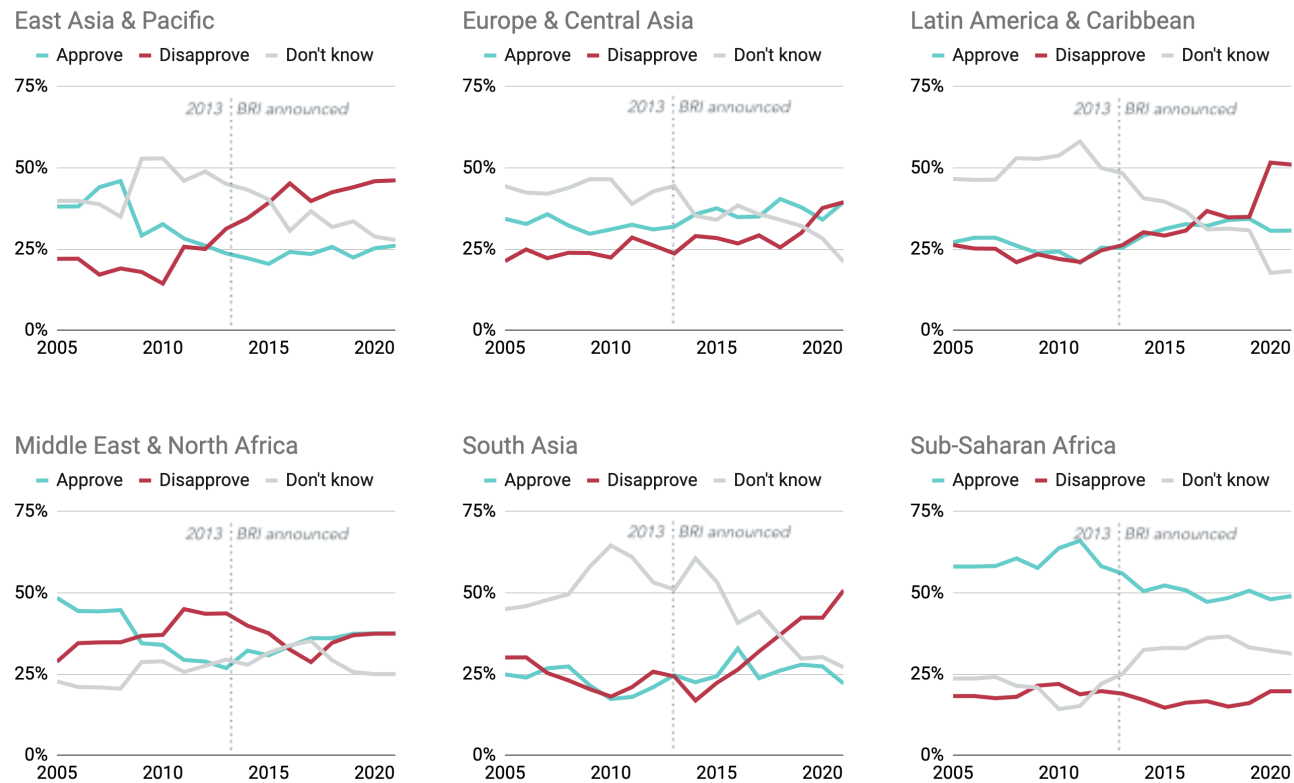 East Asia & Pacific
Approve Disapprove Don't know
75%
2013 BRI announced
50%
25%
0%
2005 2010 2015 2020
Europe & Central Asia
Approve Disapprove Don't know
75%
2013 BRI announced
50%
25%
0%
2005 2010 2015 2020
Latin America & Caribbean
Approve Disapprove Don't know
75%
2013 BRI announced
50%
25%
0%
2005 2010 2015 2020
Middle East & North Africa
Approve Disapprove Don't know
75%
2013 BRI announced
50%
25%
0%
2005 2010 2015 2020
South Asia
Approve Disapprove Don't know
75%
2013 BRI announced
50%
25%
0%
2005 2010 2015 2020
Sub-Saharan Africa
Approve Disapprove Don't know
75%
2013 BRI announced
50%
25%
0%
2005 2010 2015 2020